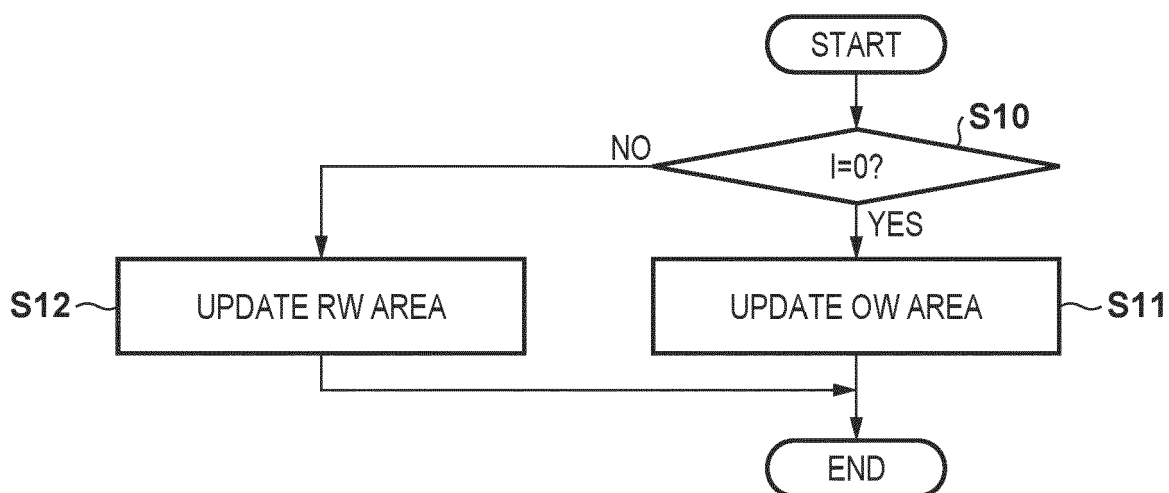 START
S10
NO
I=0?
YES
S12
UPDATE RW AREA
UPDATE OW AREA
S11
END